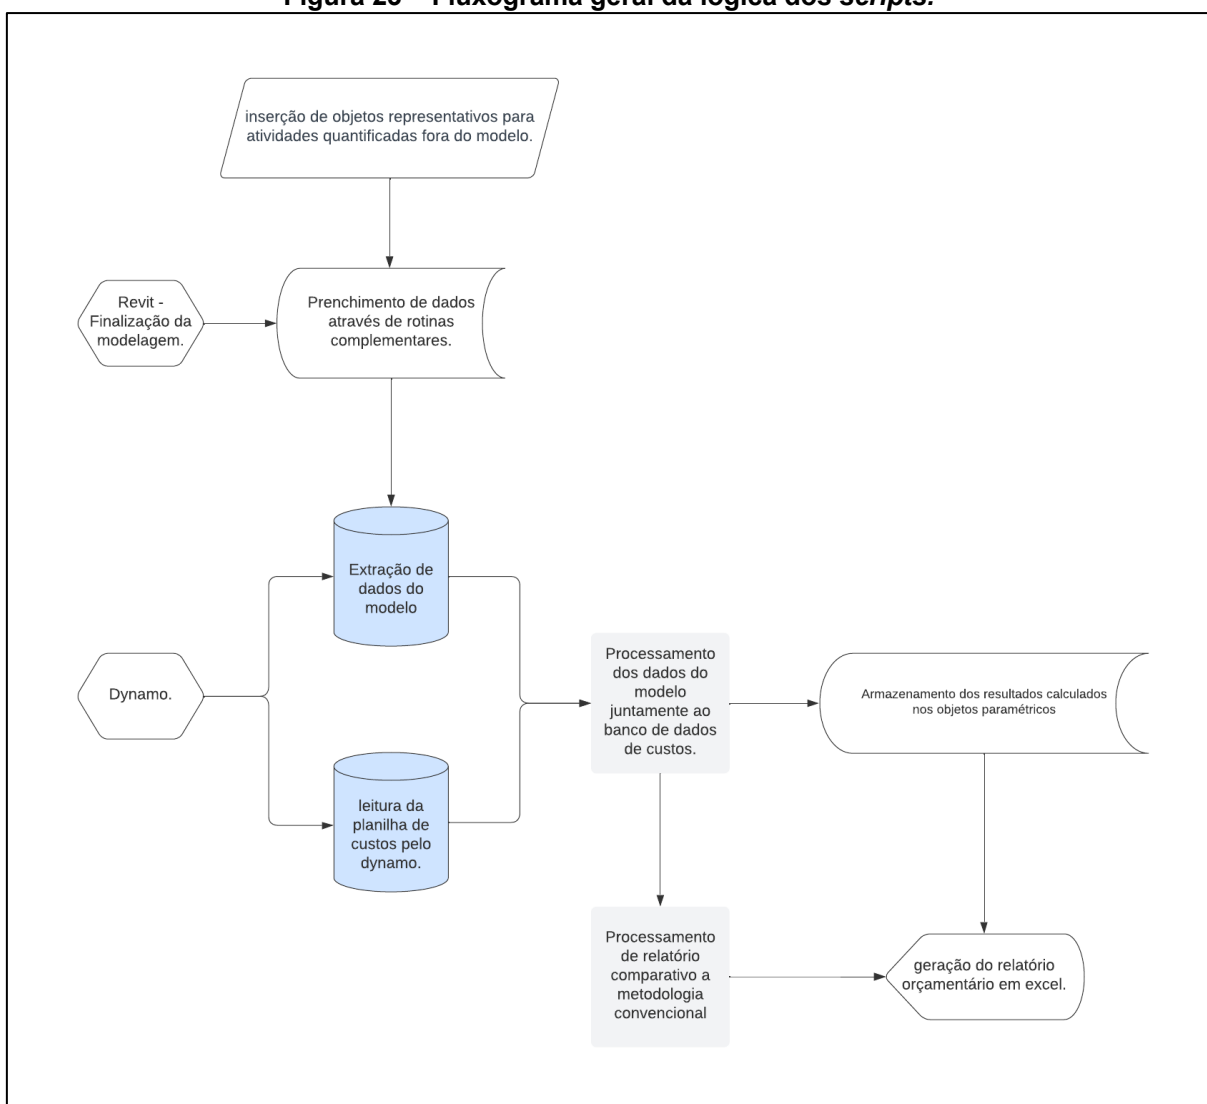 Figura 26 – Fluxograma geral da lógica dos scripts.
inserção de objetos representativos para
atividades quantificadas fora do modelo.
Revit -
Finalização da
modelagem.
Prenchimento de dados
através de rotinas
complementares.
Extração de
dados do
modelo
Dynamo.
leitura da
planilha de
custos pelo
dynamo.
Processamento
dos dados do
modelo
juntamente ao
banco de dados
de custos.
Armazenamento dos resultados calculados
nos objetos paramétricos
Processamento
de relatório
comparativo a
metodologia
convencional
geração do relatório
orçamentário em excel.